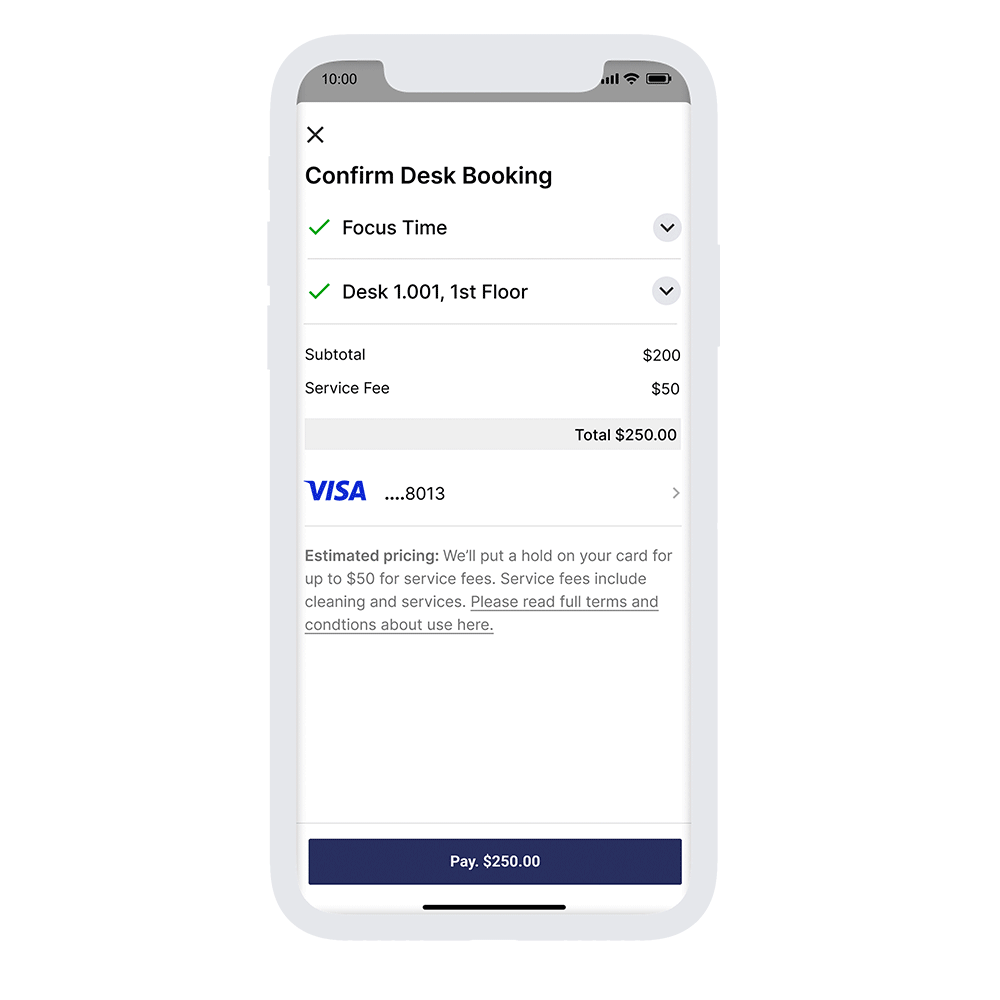 10:00
Confirm Desk Booking
Focus Time
Desk 1.001, 1st Floor
Subtotal $200
Service Fee $50
Total $250.00
VISA ....8013
Estimated pricing: We’ll put a hold on your card for
up to $50 for service fees. Service fees include
cleaning and services. Please read full terms and
condtions about use here.
Pay. $250.00